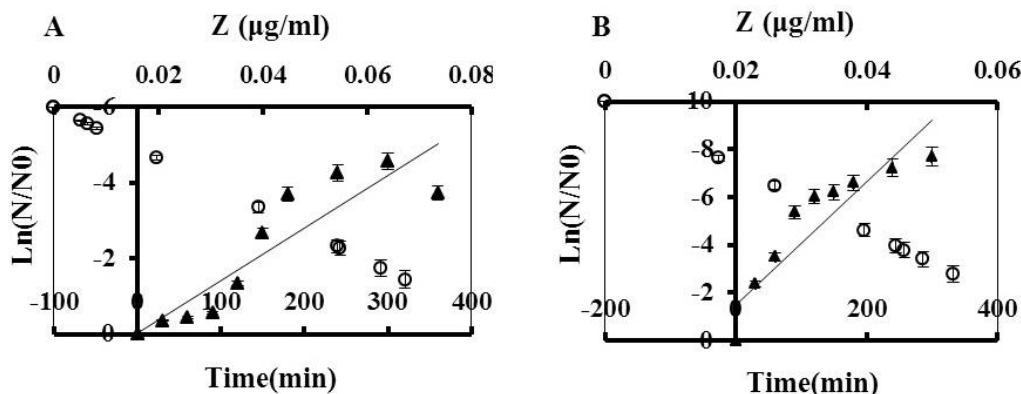 A
Z (µg/ml)
0 0.02 0.04 0.06 0.08
-6
-4
-2
0
Ln(N/N0)
-100 0 100 200 300 400
Time(min)
B
Z (µg/ml)
0 0.02 0.04 0.06
10
-8
-6
-4
-2
0
Ln(N/N0)
-200 0 200 400
Time(min)